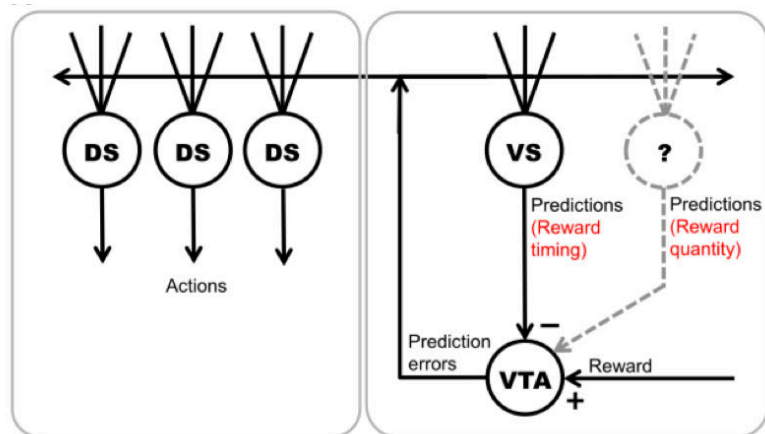 DS DS DS VS ?
Predictions
(Reward
timing)
Predictions
(Reward
quantity)
Actions
−
Prediction
errors
VTA
Reward
+